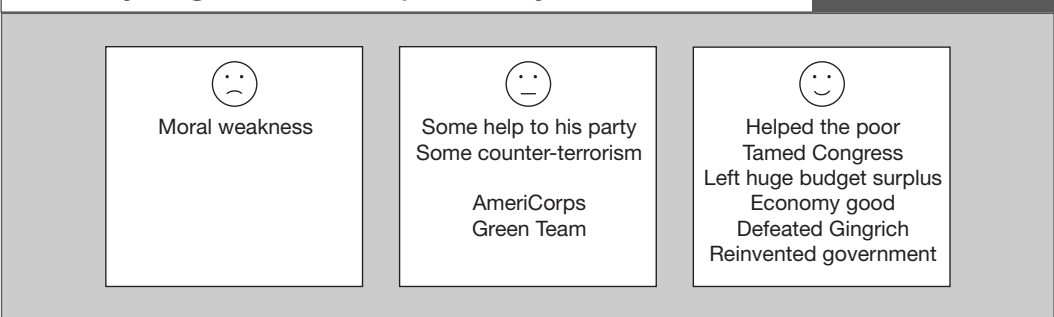 Moral weakness
Some help to his party
Some counter-terrorism
AmeriCorps
Green Team
Helped the poor
Tamed Congress
Left huge budget surplus
Economy good
Defeated Gingrich
Reinvented government